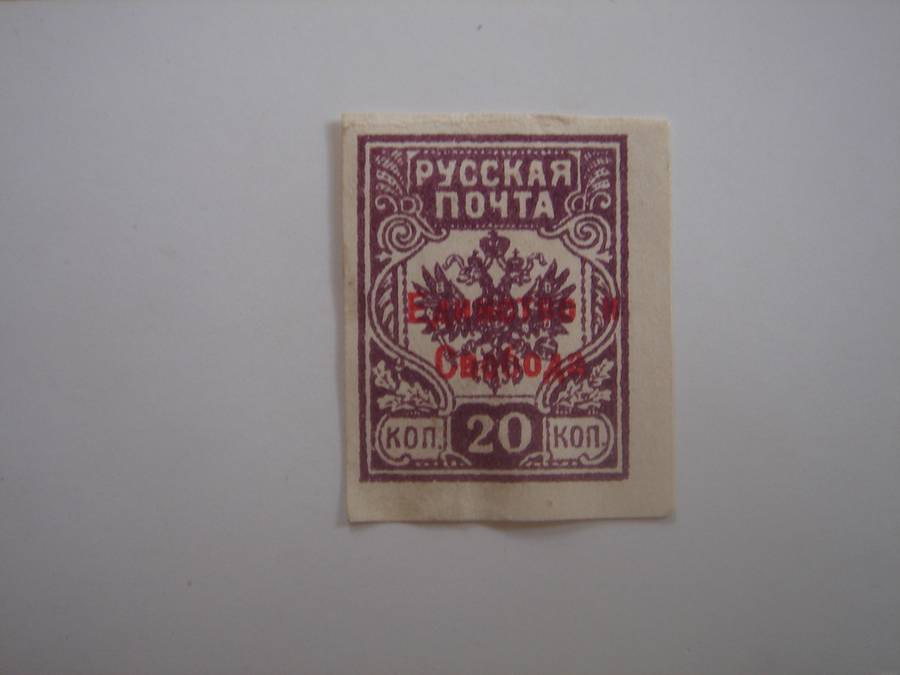 РУССКАЯ
ПОЧТА
Единство и
Свобода
КОП. 20 КОП.